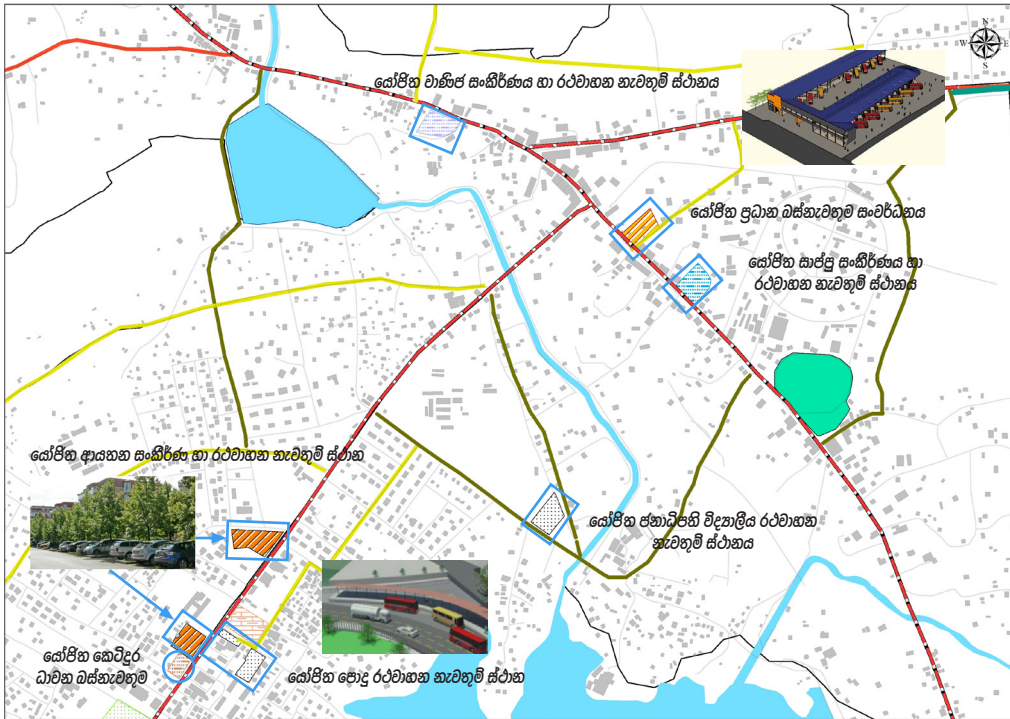 N
W E
S
යෝජිත වාණිජ සංකීර්ණය හා රථවාහන නැවතුම් ස්ථානය
යෝජිත ප්‍රධාන බස්නැවතුම සංවර්ධනය
යෝජිත සාප්පු සංකීර්ණය හා
රථවාහන නැවතුම් ස්ථානය
යෝජිත ආයතන සංකීර්ණ හා රථවාහන නැවතුම් ස්ථාන
යෝජිත ජනාධිපති විද්‍යාලීය රථවාහන
නැවතුම් ස්ථානය
යෝජිත කෙටිදුර
ධාවන බස්නැවතුම
යෝජිත පොදු රථවාහන නැවතුම් ස්ථාන